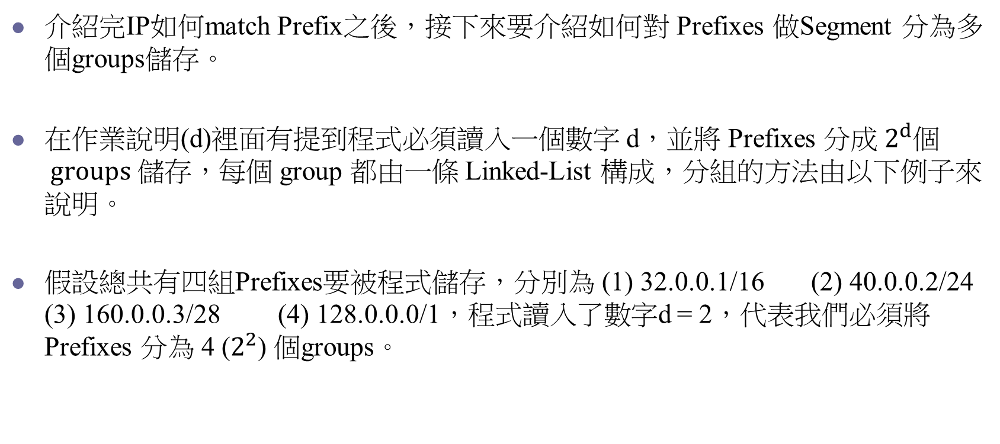 ● 介紹完IP如何match Prefix之後，接下來要介紹如何對 Prefixes 做Segment 分為多
個groups儲存。
● 在作業說明(d)裡面有提到程式必須讀入一個數字 d，並將 Prefixes 分成 2ᵈ個
groups 儲存，每個 group 都由一條 Linked-List 構成，分組的方法由以下例子來
說明。
● 假設總共有四組Prefixes要被程式儲存，分別為 (1) 32.0.0.1/16 (2) 40.0.0.2/24
(3) 160.0.0.3/28 (4) 128.0.0.0/1，程式讀入了數字d = 2，代表我們必須將
Prefixes 分為 4 (2²) 個groups。